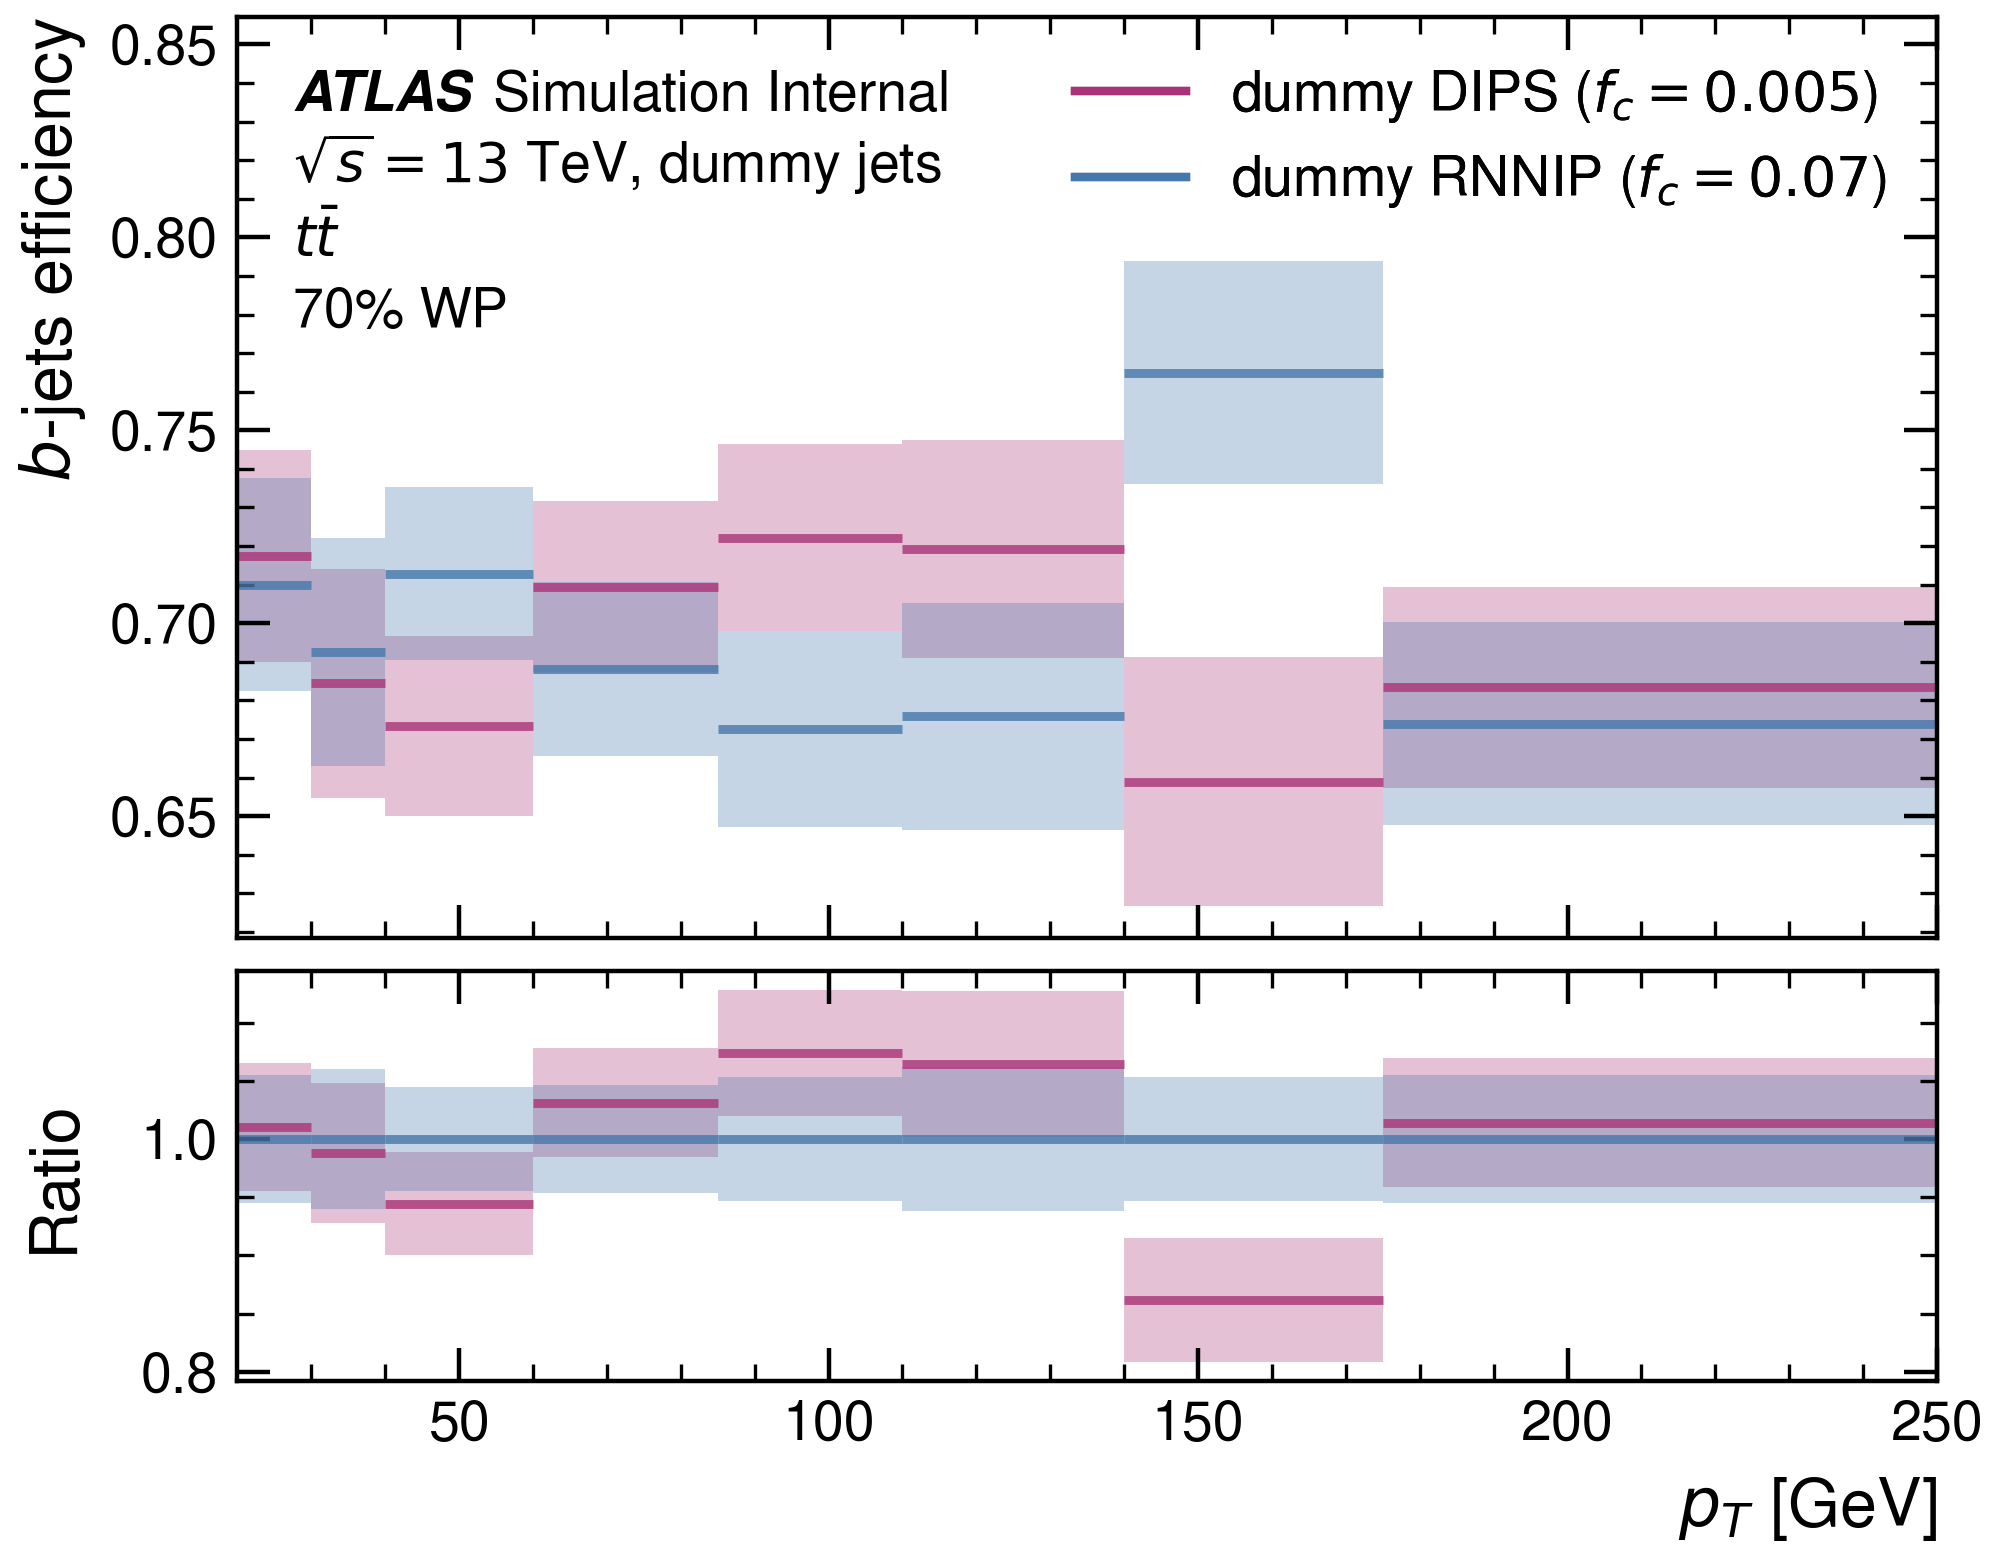 b-jets efficiency
0.85
0.80
0.75
0.70
0.65
ATLAS Simulation Internal
√s = 13 TeV, dummy jets
tt̄
70% WP
dummy DIPS (f_c = 0.005)
dummy RNNIP (f_c = 0.07)
Ratio
1.0
0.8
50 100 150 200 250
p_T [GeV]